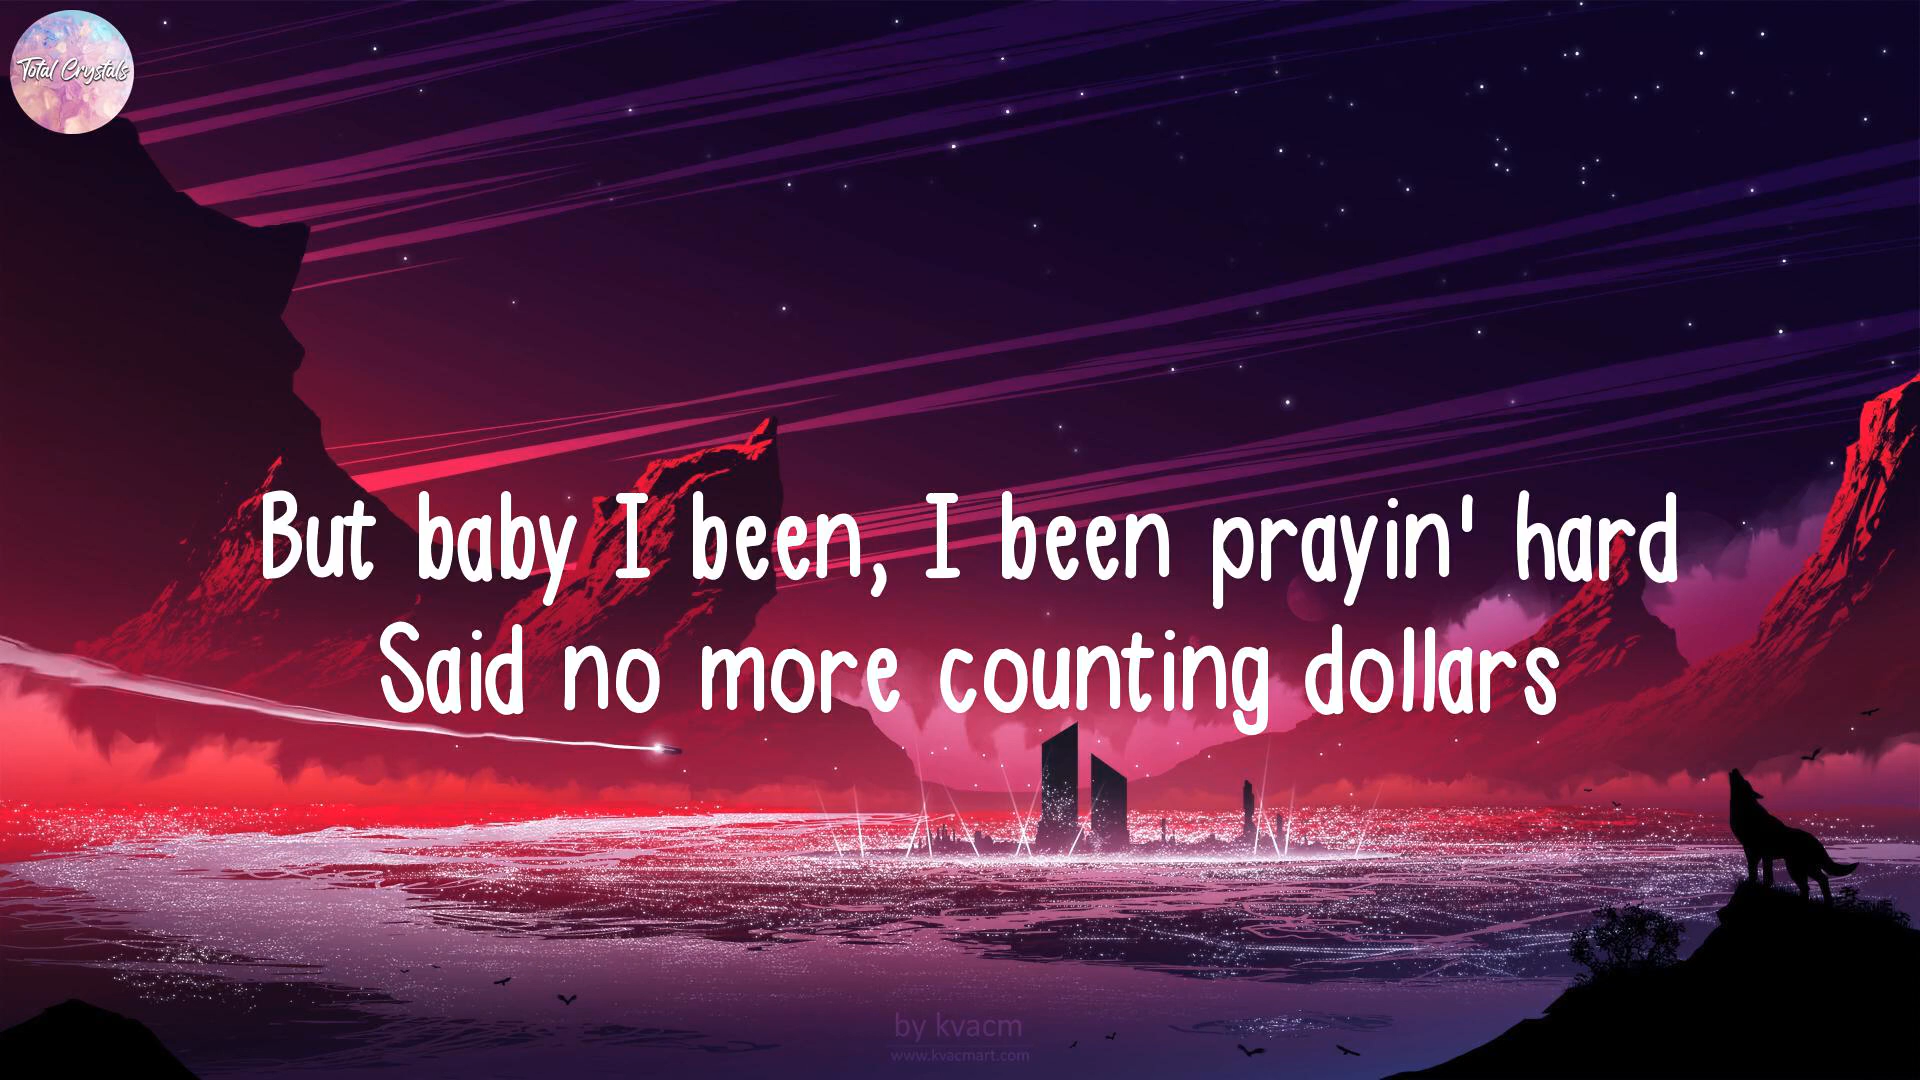 Total Crystals
But baby I been, I been prayin' hard
Said no more counting dollars
by kvacm
www.kvacmart.com